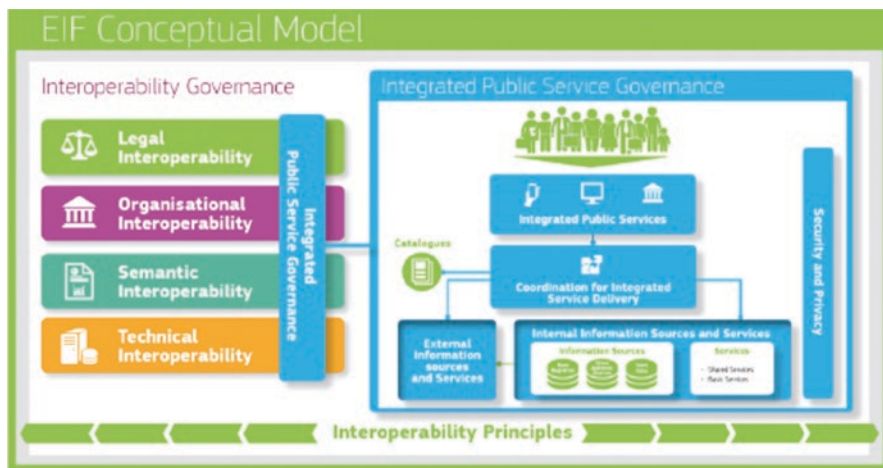 EIF Conceptual Model
Interoperability Governance
Legal
Interoperability
Organisational
Interoperability
Semantic
Interoperability
Technical
Interoperability
Integrated
Public Service Governance
Integrated Public Service Governance
Integrated Public Services
Catalogues
Coordination for Integrated
Service Delivery
External
Information
sources
and Services
Internal Information Sources and Services
Information Sources
Services
Shared Services
Basic Services
Security and Privacy
Interoperability Principles